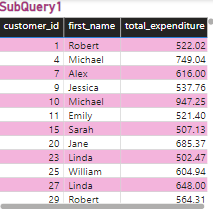 SubQuery1
customer_id first_name total_expenditure
1 Robert 522.02
4 Michael 749.04
7 Alex 616.00
9 Jessica 537.76
10 Michael 947.25
11 Emily 521.40
15 Sarah 507.13
20 Jane 685.37
23 Linda 502.47
25 William 604.94
27 Linda 648.00
29 Robert 564.31